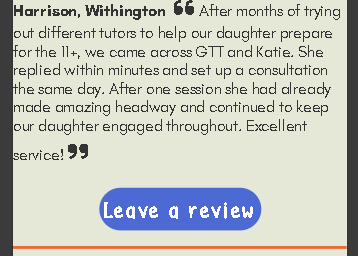 Harrison, Withington ❝ After months of trying
out different tutors to help our daughter prepare
for the 11+, we came across GTT and Katie. She
replied within minutes and set up a consultation
the same day. After one session she had already
made amazing headway and continued to keep
our daughter engaged throughout. Excellent
service! ❞
Leave a review